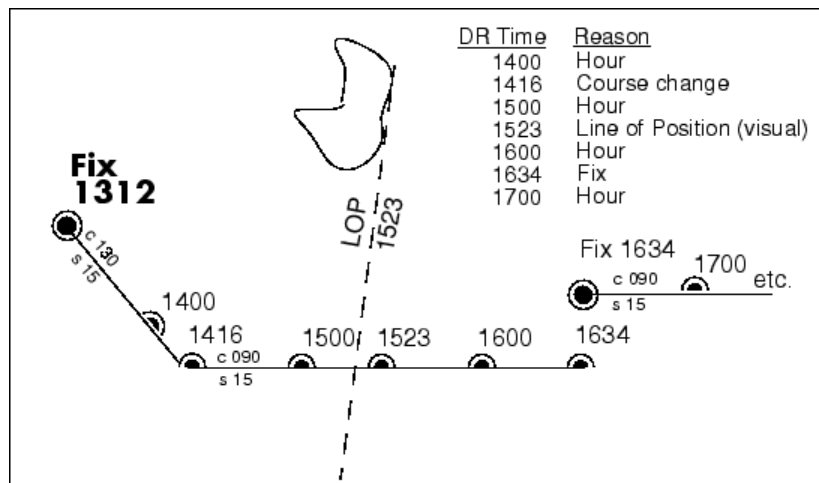 DR Time Reason
1400 Hour
1416 Course change
1500 Hour
1523 Line of Position (visual)
1600 Hour
1634 Fix
1700 Hour
Fix
1312
c 130
s 15
1400
1416
c 090
s 15
1500
LOP
1523
1523
1600
1634
Fix 1634
c 090
s 15
1700
etc.